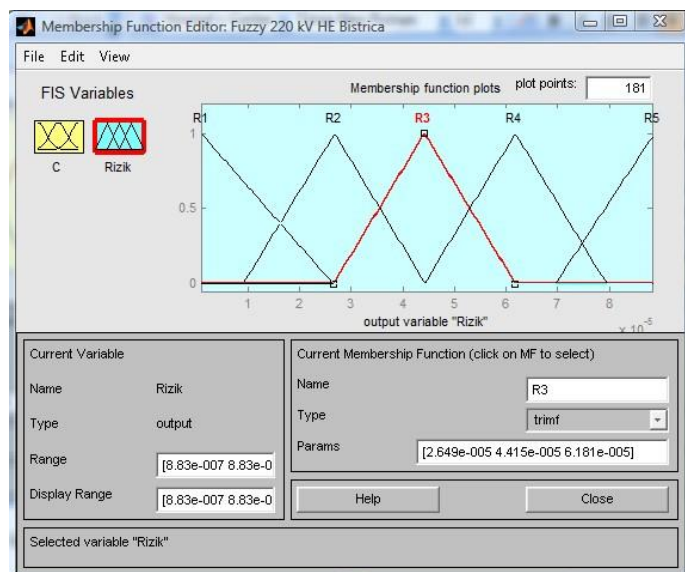 Membership Function Editor: Fuzzy 220 kV HE Bistrica
File Edit View
FIS Variables
Membership function plots
plot points:
181
C
Rizik
R1 R2 R3 R4 R5
1
0.5
0
1 2 3 4 5 6 7 8
output variable "Rizik"
x 10^-5
Current Variable
Name Rizik
Type output
Range [8.83e-007 8.83e-0
Display Range [8.83e-007 8.83e-0
Current Membership Function (click on MF to select)
Name R3
Type trimf
Params [2.649e-005 4.415e-005 6.181e-005]
Help
Close
Selected variable "Rizik"